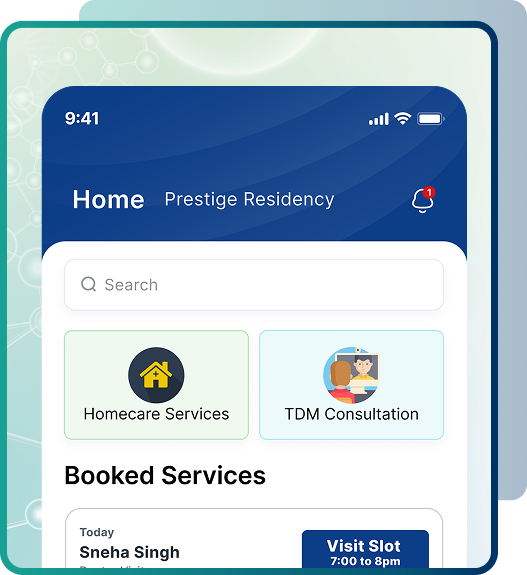 9:41
Home Prestige Residency
1
Search
Homecare Services TDM Consultation
Booked Services
Today
Sneha Singh
Visit Slot
7:00 to 8pm